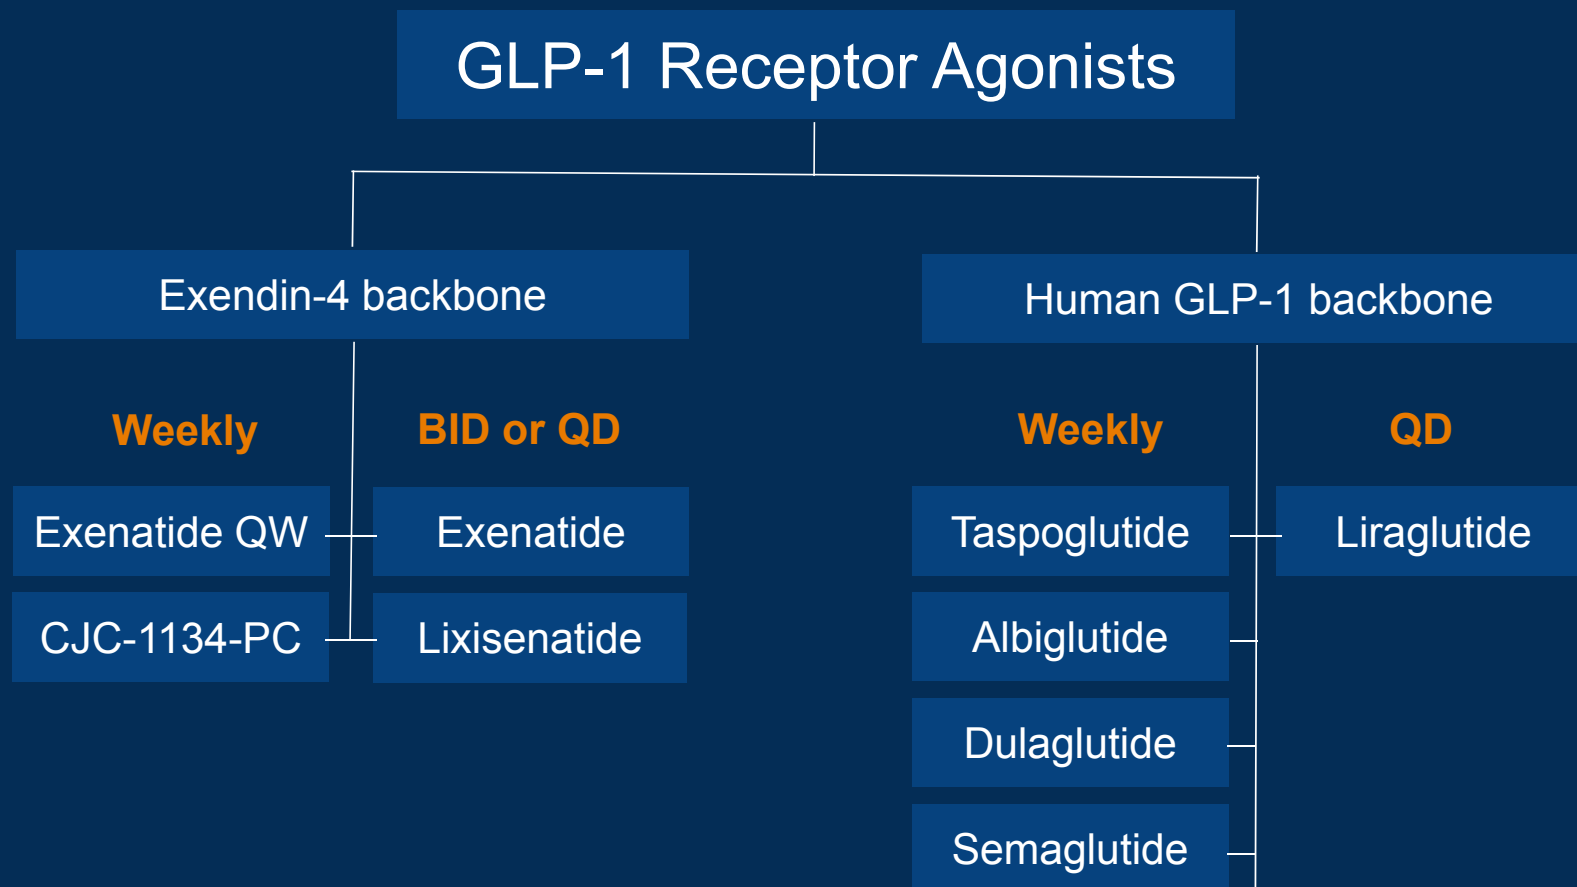 GLP-1 Receptor Agonists
Exendin-4 backbone
Weekly
BID or QD
Exenatide QW
Exenatide
CJC-1134-PC
Lixisenatide
Human GLP-1 backbone
Weekly
QD
Taspoglutide
Liraglutide
Albiglutide
Dulaglutide
Semaglutide